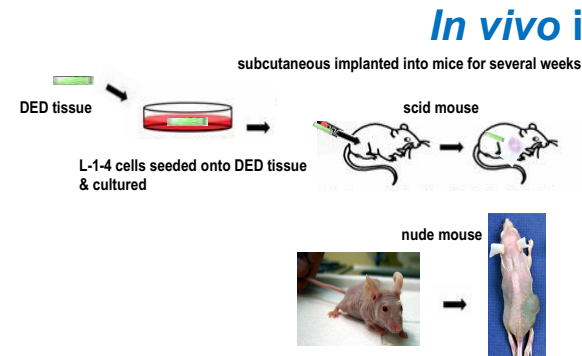 In vivo i
subcutaneous implanted into mice for several weeks
DED tissue
scid mouse
L-1-4 cells seeded onto DED tissue
& cultured
nude mouse